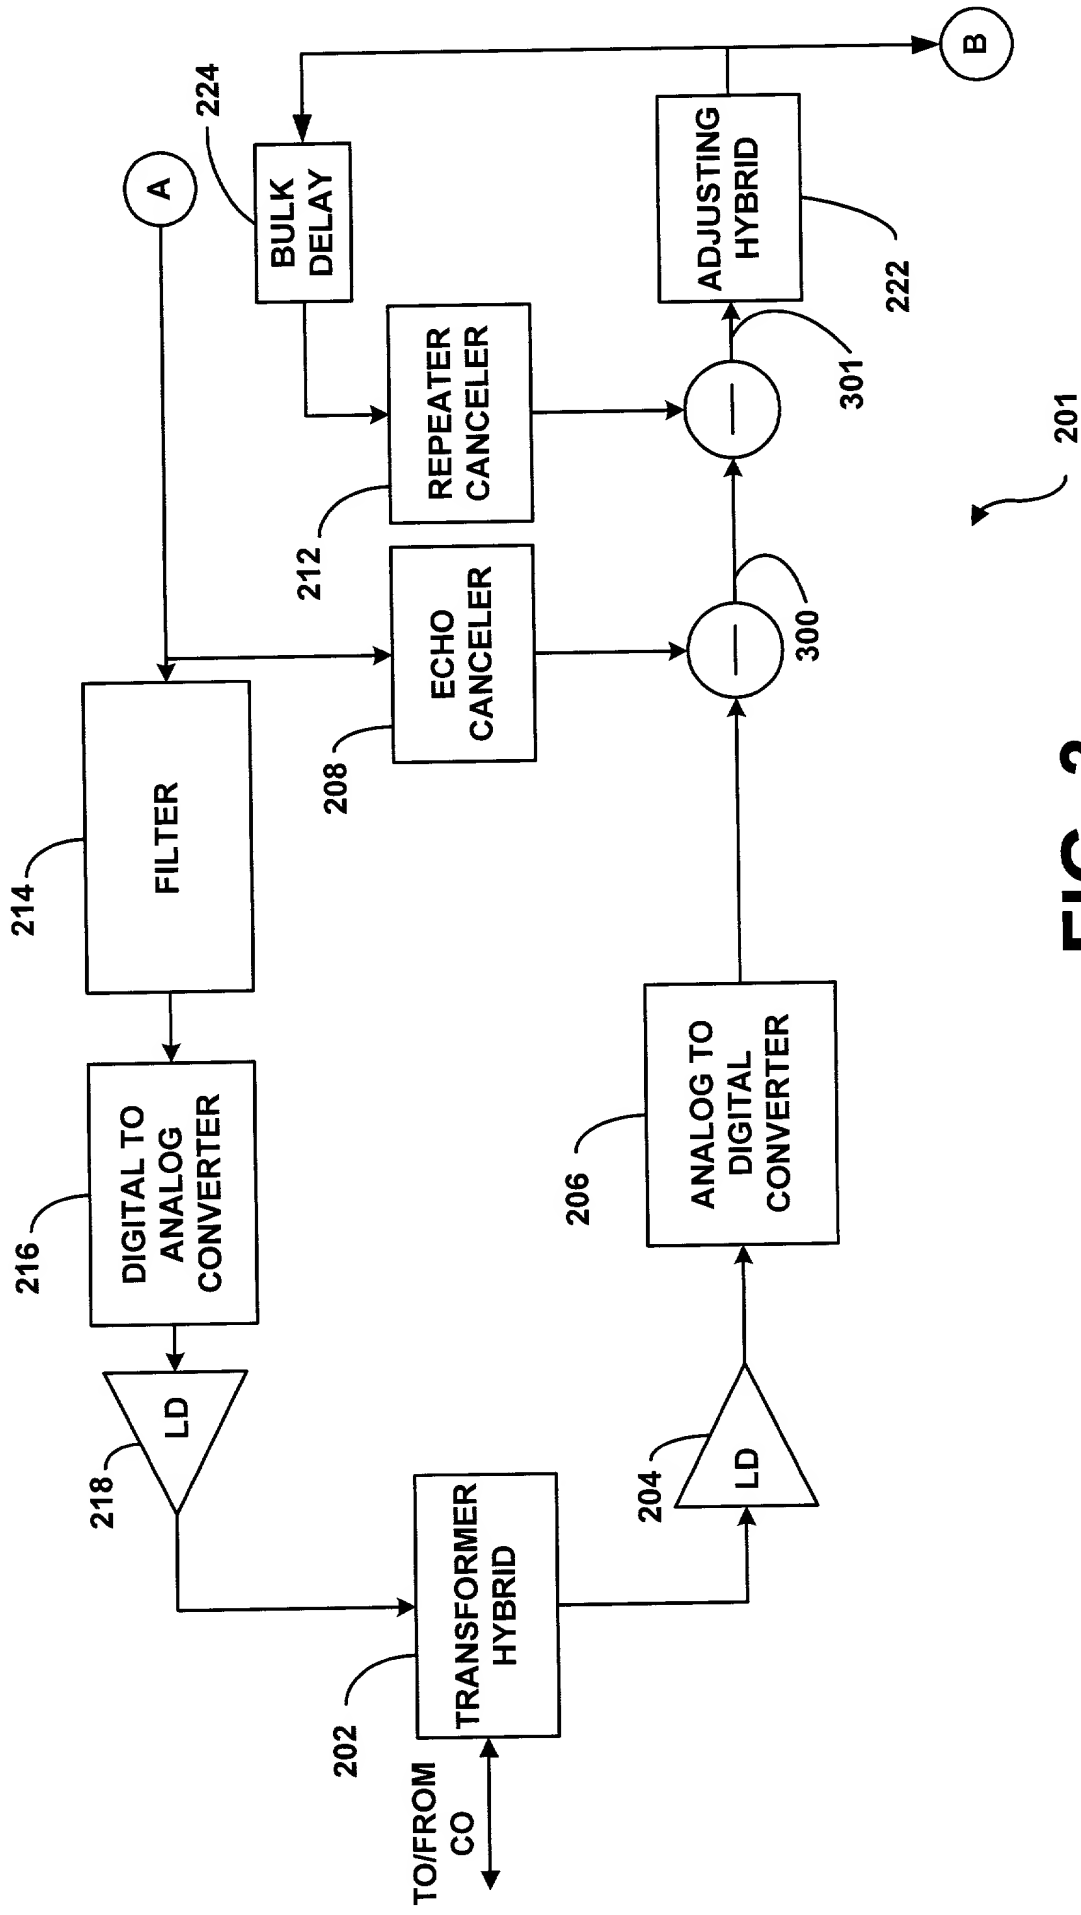 TO/FROM
CO
202
TRANSFORMER
HYBRID
218
LD
216
DIGITAL TO
ANALOG
CONVERTER
214
FILTER
A
204
LD
206
ANALOG TO
DIGITAL
CONVERTER
208
ECHO
CANCELER
212
REPEATER
CANCELER
224
BULK
DELAY
300
301
ADJUSTING
HYBRID
222
B
201
FIG.